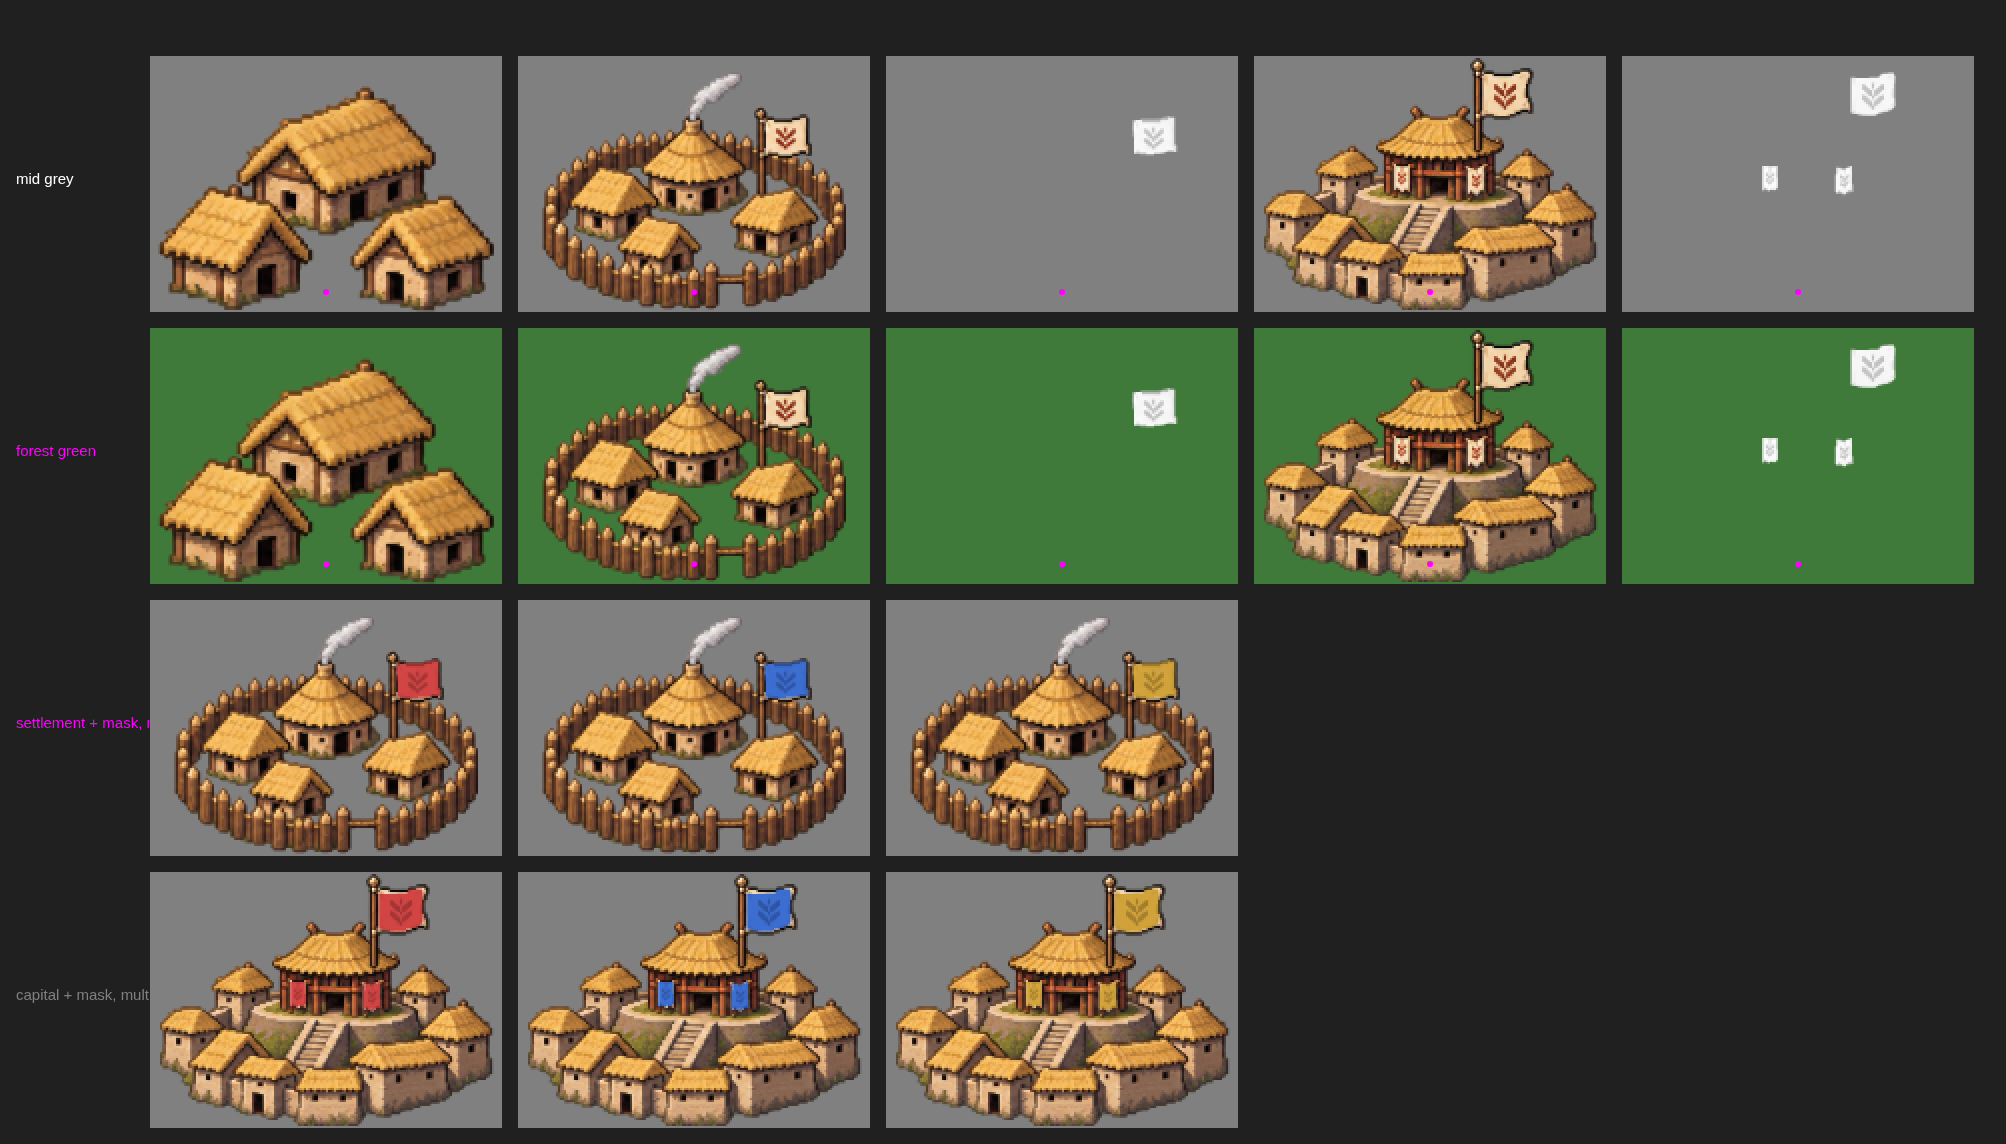 mid grey
forest green
settlement + mask,
capital + mask, mult